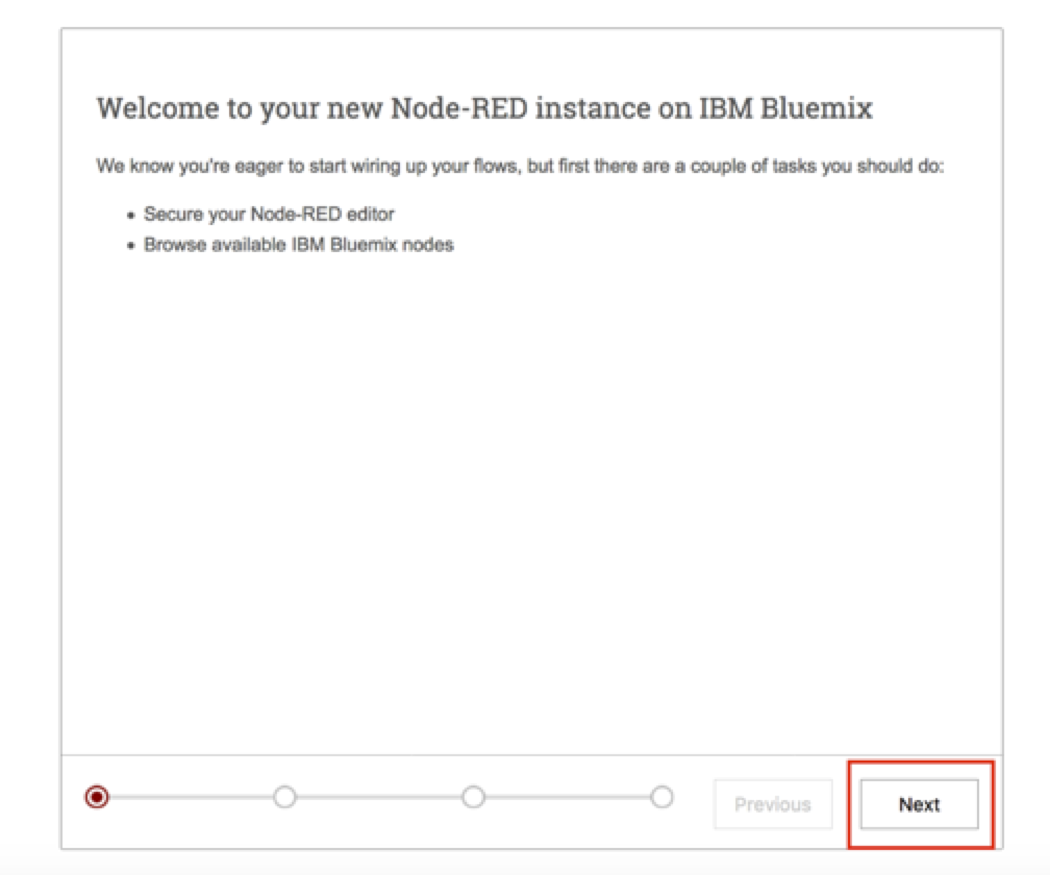 Welcome to your new Node-RED instance on IBM Bluemix
We know you're eager to start wiring up your flows, but first there are a couple of tasks you should do:
• Secure your Node-RED editor
• Browse available IBM Bluemix nodes
Previous
Next